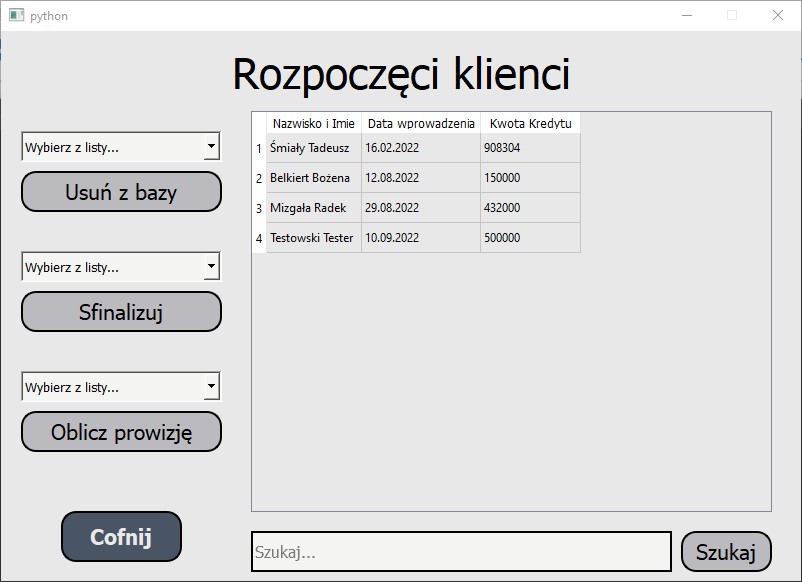 python
Rozpoczęci klienci
Wybierz z listy...
Usuń z bazy
Wybierz z listy...
Sfinalizuj
Wybierz z listy...
Oblicz prowizję
Cofnij
Nazwisko i Imie Data wprowadzenia Kwota Kredytu
1 Śmiały Tadeusz 16.02.2022 908304
2 Belkiert Bożena 12.08.2022 150000
3 Mizgała Radek 29.08.2022 432000
4 Testowski Tester 10.09.2022 500000
Szukaj... Szukaj